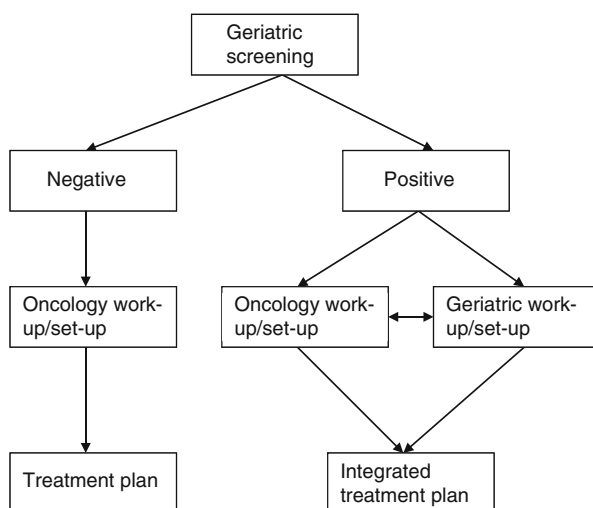 Geriatric
screening
Negative
Positive
Oncology work-
up/set-up
Oncology work-
up/set-up
Geriatric work-
up/set-up
Treatment plan
Integrated
treatment plan